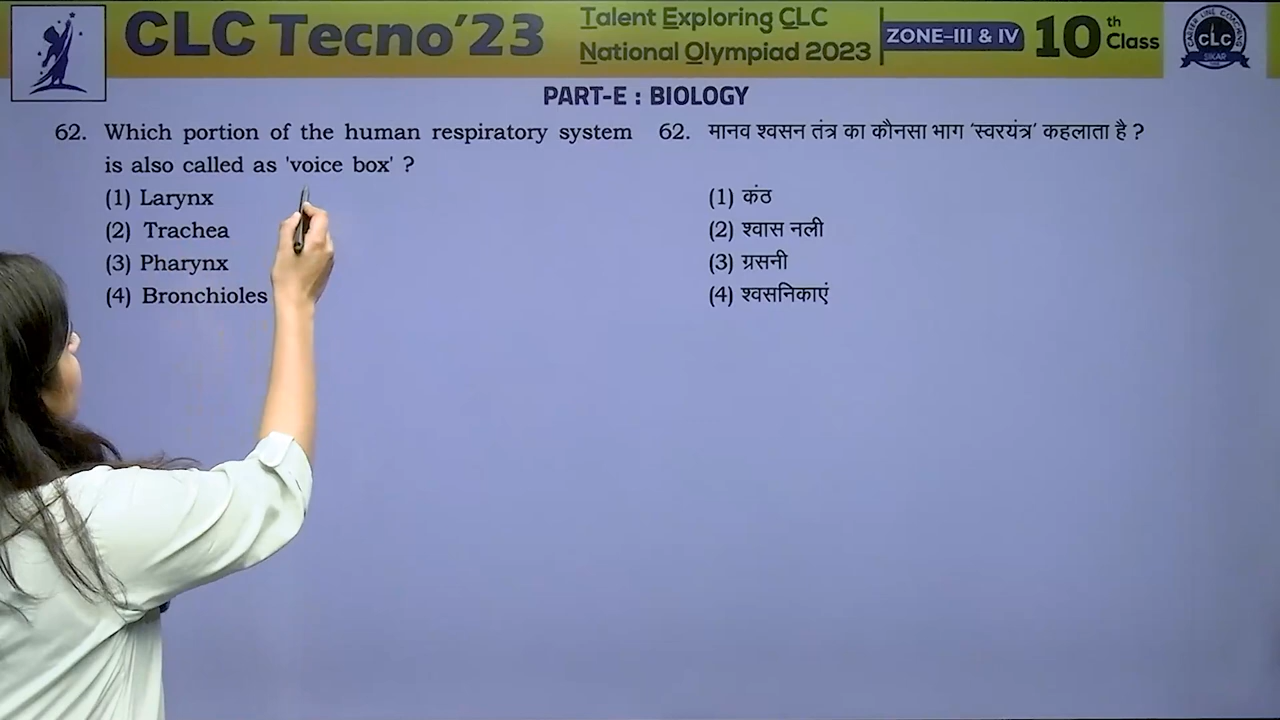 CLC Tecno'23
Talent Exploring CLC
National Olympiad 2023
ZONE-III & IV
10th Class
CLC
SIKAR
PART-E : BIOLOGY
62. Which portion of the human respiratory system
is also called as 'voice box' ?
(1) Larynx
(2) Trachea
(3) Pharynx
(4) Bronchioles
62. मानव श्वसन तंत्र का कौनसा भाग ‘स्वरयंत्र’ कहलाता है ?
(1) कंठ
(2) श्वास नली
(3) ग्रसनी
(4) श्वसनिकाएं